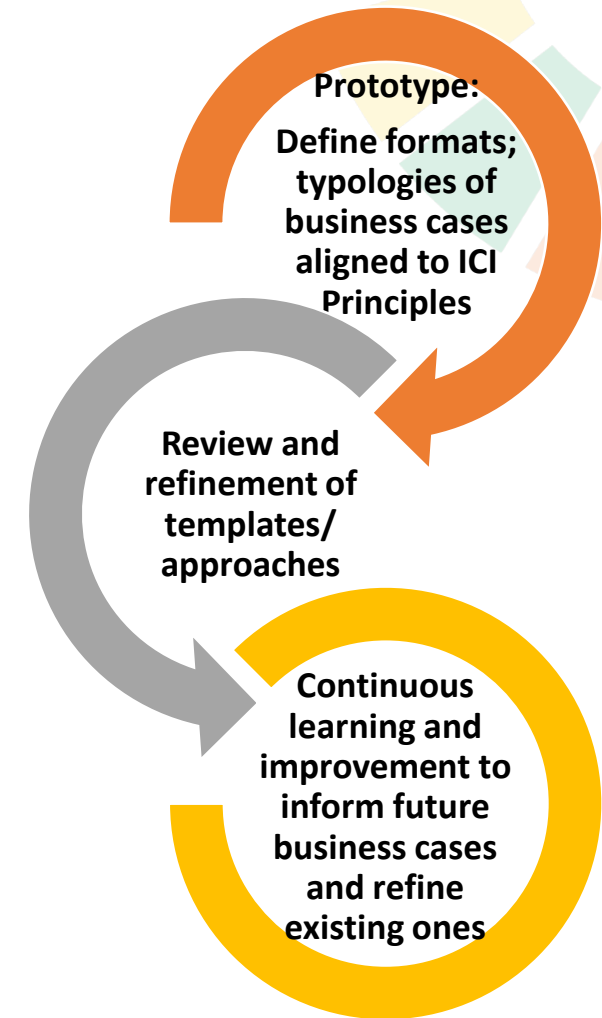 Prototype:
Define formats;
typologies of
business cases
aligned to ICI
Principles
Review and
refinement of
templates/
approaches
Continuous
learning and
improvement to
inform future
business cases
and refine
existing ones